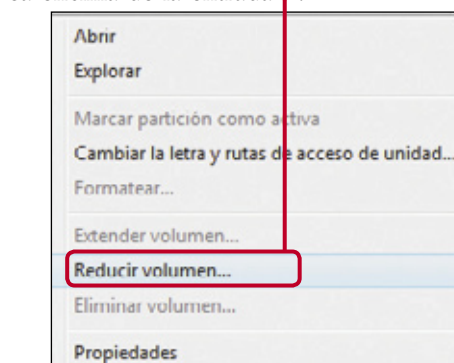 Abrir
Explorar
Marcar partición como activa
Cambiar la letra y rutas de acceso de unidad...
Formatear...
Extender volumen...
Reducir volumen...
Eliminar volumen...
Propiedades